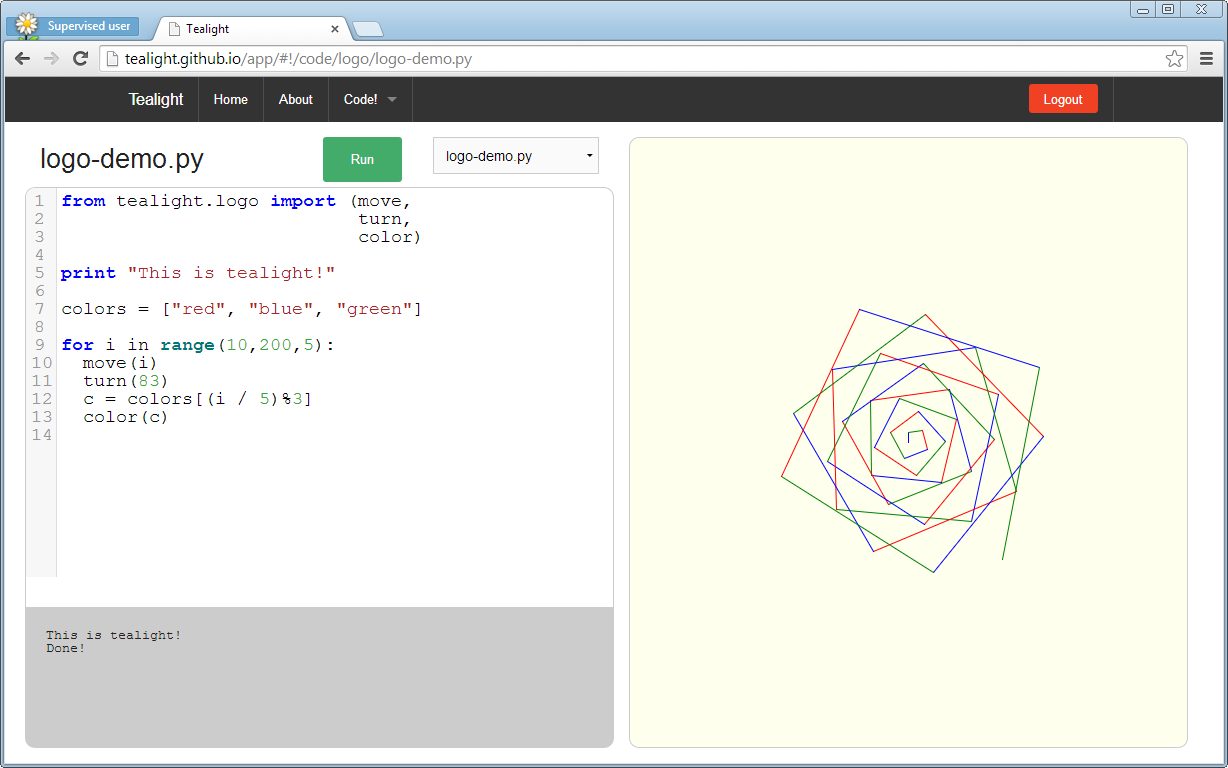 Supervised user
Tealight
tealight.github.io/app/#!/code/logo/logo-demo.py
Tealight Home About Code! Logout
logo-demo.py Run logo-demo.py
1 from tealight.logo import (move,
2                            turn,
3                            color)
4
5 print "This is tealight!"
6
7 colors = ["red", "blue", "green"]
8
9 for i in range(10,200,5):
10   move(i)
11   turn(83)
12   c = colors[(i / 5)%3]
13   color(c)
14
This is tealight!
Done!